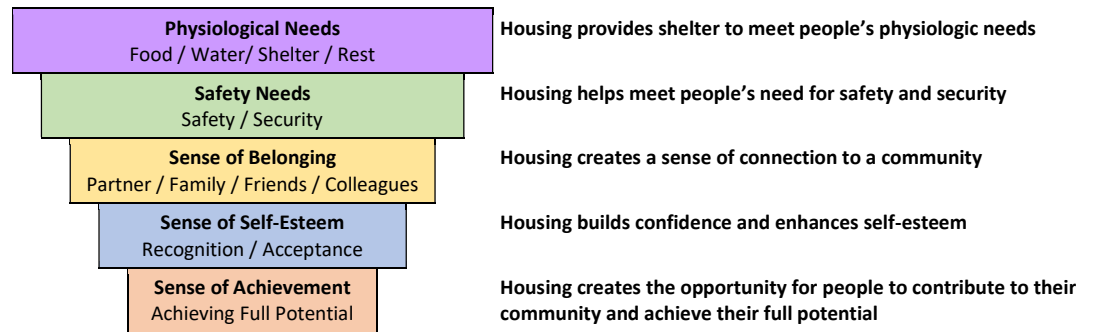 Physiological Needs
Food / Water/ Shelter / Rest
Housing provides shelter to meet people’s physiologic needs
Safety Needs
Safety / Security
Housing helps meet people’s need for safety and security
Sense of Belonging
Partner / Family / Friends / Colleagues
Housing creates a sense of connection to a community
Sense of Self-Esteem
Recognition / Acceptance
Housing builds confidence and enhances self-esteem
Sense of Achievement
Achieving Full Potential
Housing creates the opportunity for people to contribute to their
community and achieve their full potential